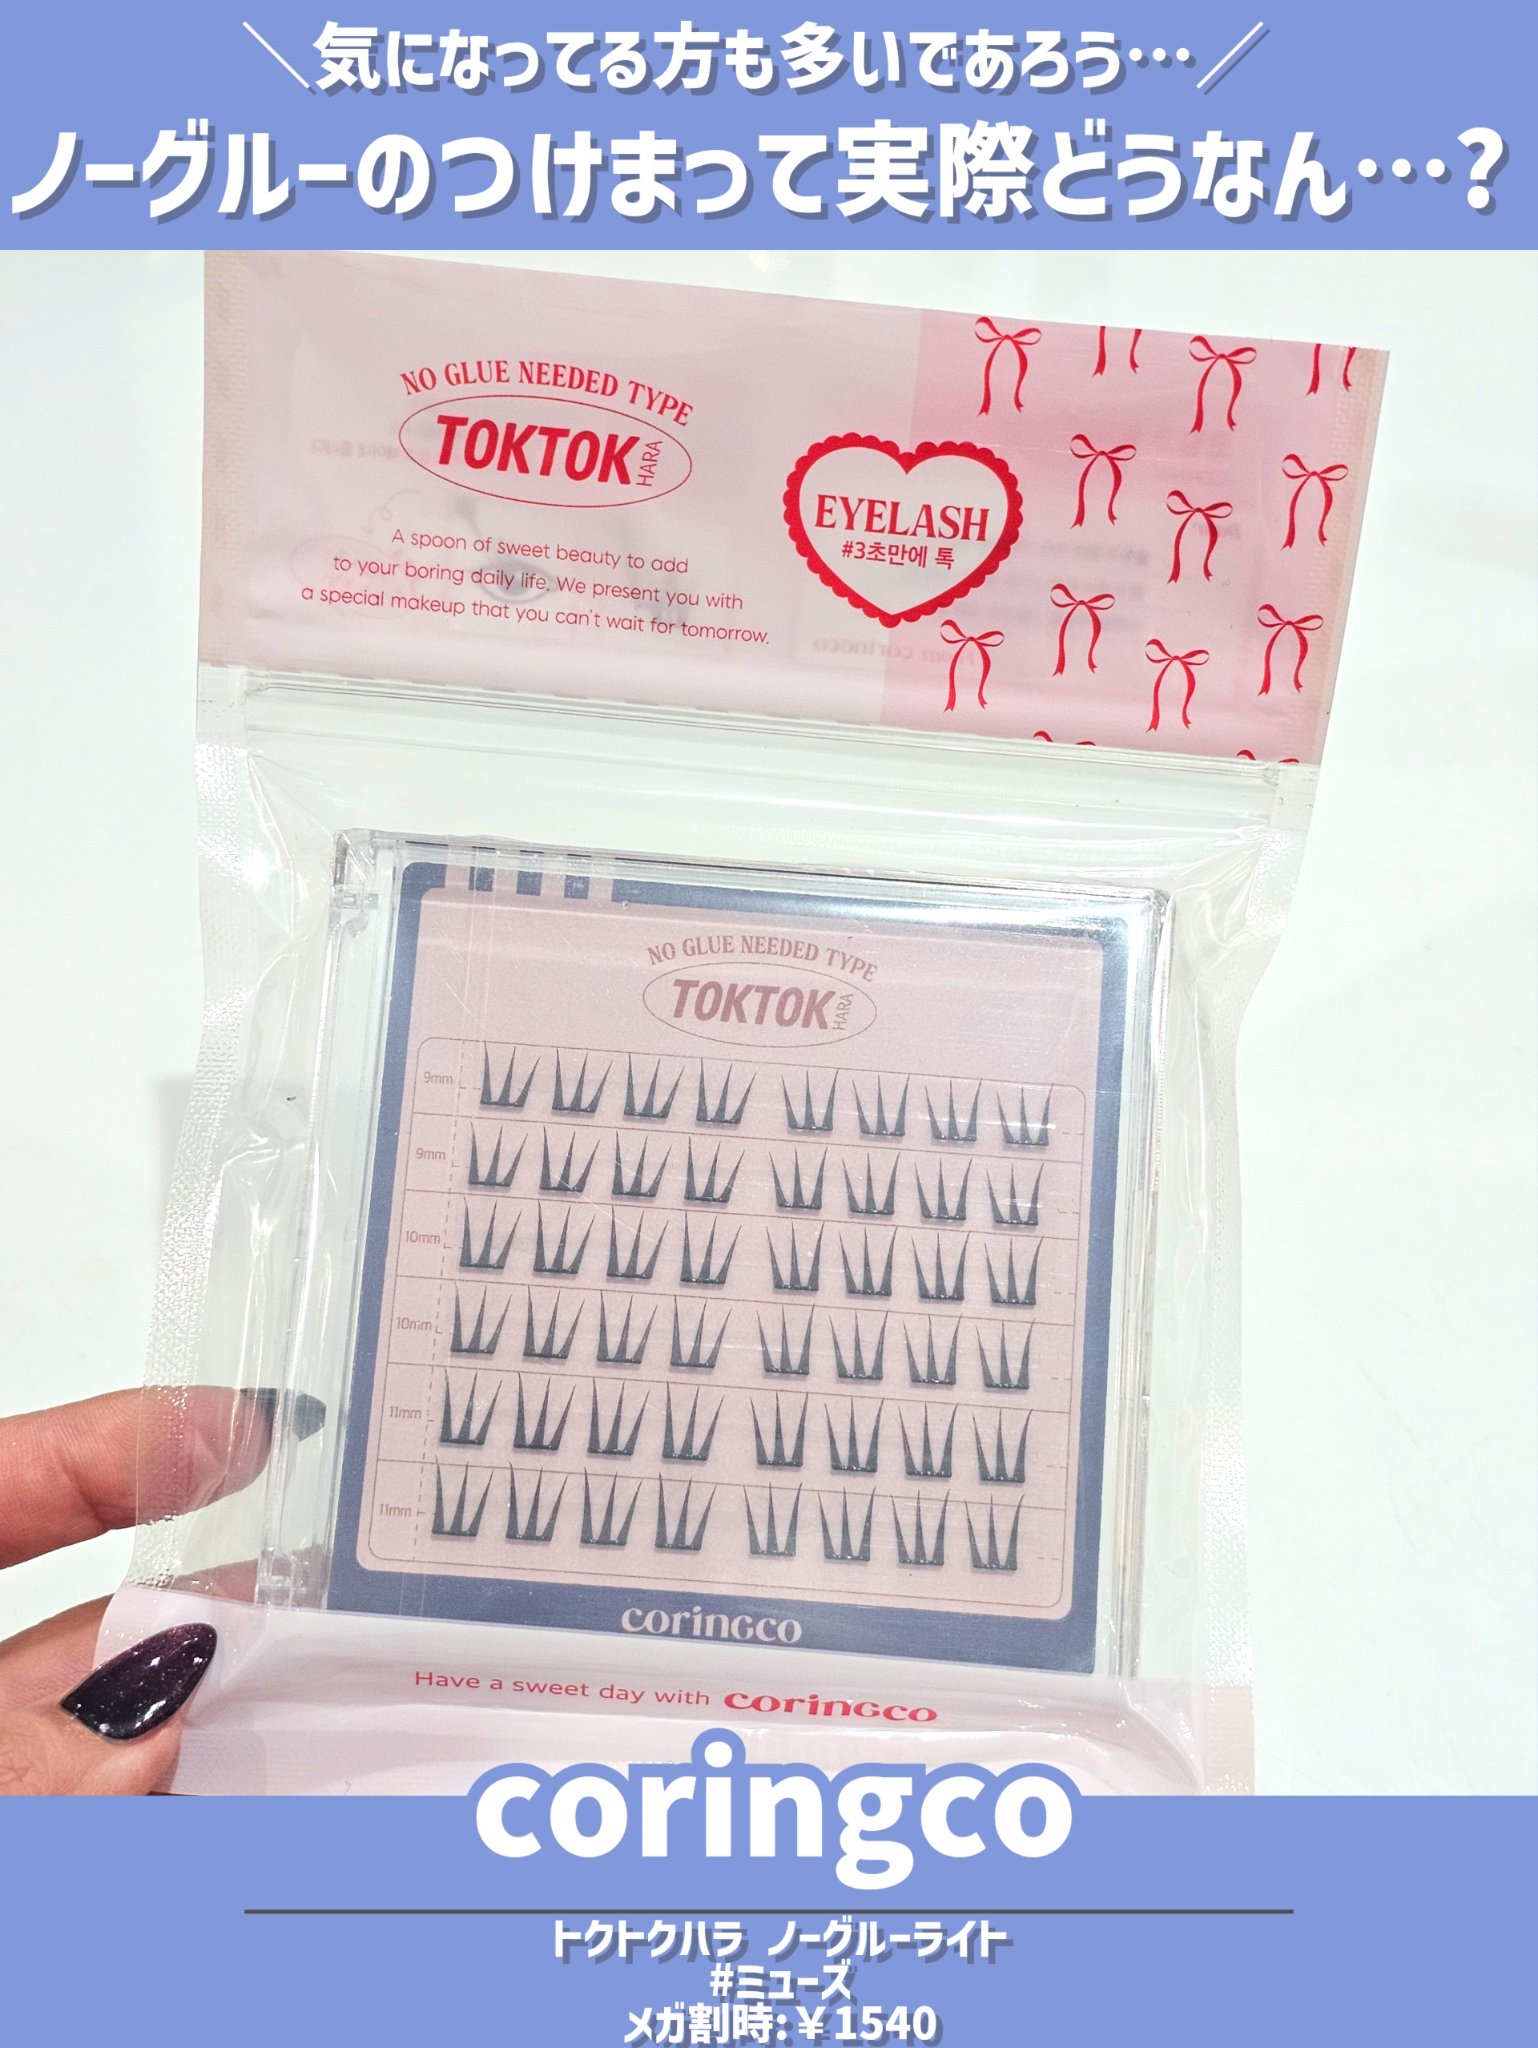 ＼気になってる方も多いであろう…／
ノーグルーのつけまって実際どうなん…?
NO GLUE NEEDED TYPE
TOKTOK
HARA
A spoon of sweet beauty to add
to your boring daily life. We present you with
a special makeup that you can't wait for tomorrow.
EYELASH
#3초만에 톡
NO GLUE NEEDED TYPE
TOKTOK
HARA
9mm
9mm
10mm
10mm
11mm
11mm
coringco
Have a sweet day with coringco
coringco
トクトクハラ ノーグルーライト
#ミューズ
メガ割時:￥1540